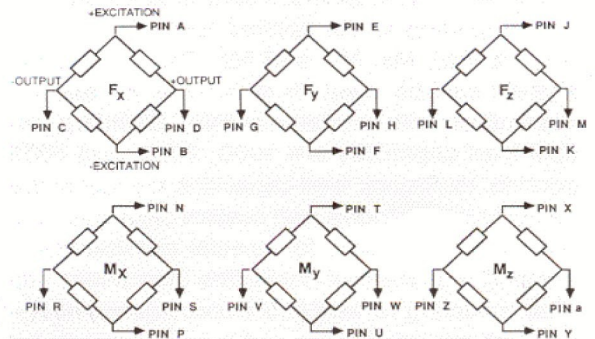 +EXCITATION
PIN A
PIN E
PIN J
-OUTPUT
+OUTPUT
Fx
Fy
Fz
PIN C
PIN D
PIN G
PIN H
PIN L
PIN M
PIN B
PIN F
PIN K
-EXCITATION
PIN N
PIN T
PIN X
Mx
My
Mz
PIN R
PIN S
PIN V
PIN W
PIN Z
PIN a
PIN P
PIN U
PIN Y